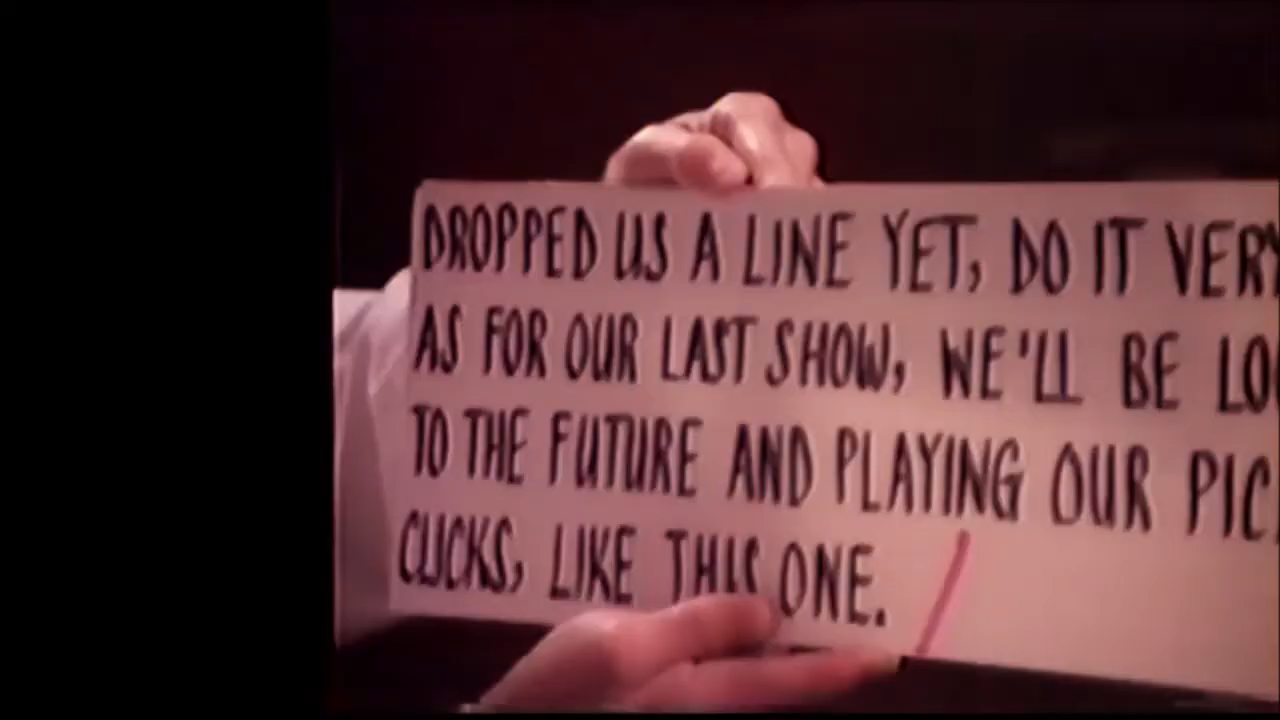 DROPPED US A LINE YET, DO IT VERY
AS FOR OUR LAST SHOW, WE'LL BE LO
TO THE FUTURE AND PLAYING OUR PIC
CLICKS, LIKE THIS ONE.